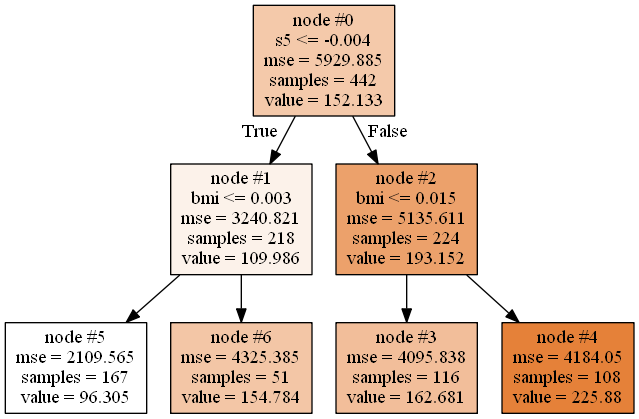 node #0
s5 <= -0.004
mse = 5929.885
samples = 442
value = 152.133
True
False
node #1
bmi <= 0.003
mse = 3240.821
samples = 218
value = 109.986
node #2
bmi <= 0.015
mse = 5135.611
samples = 224
value = 193.152
node #5
mse = 2109.565
samples = 167
value = 96.305
node #6
mse = 4325.385
samples = 51
value = 154.784
node #3
mse = 4095.838
samples = 116
value = 162.681
node #4
mse = 4184.05
samples = 108
value = 225.88